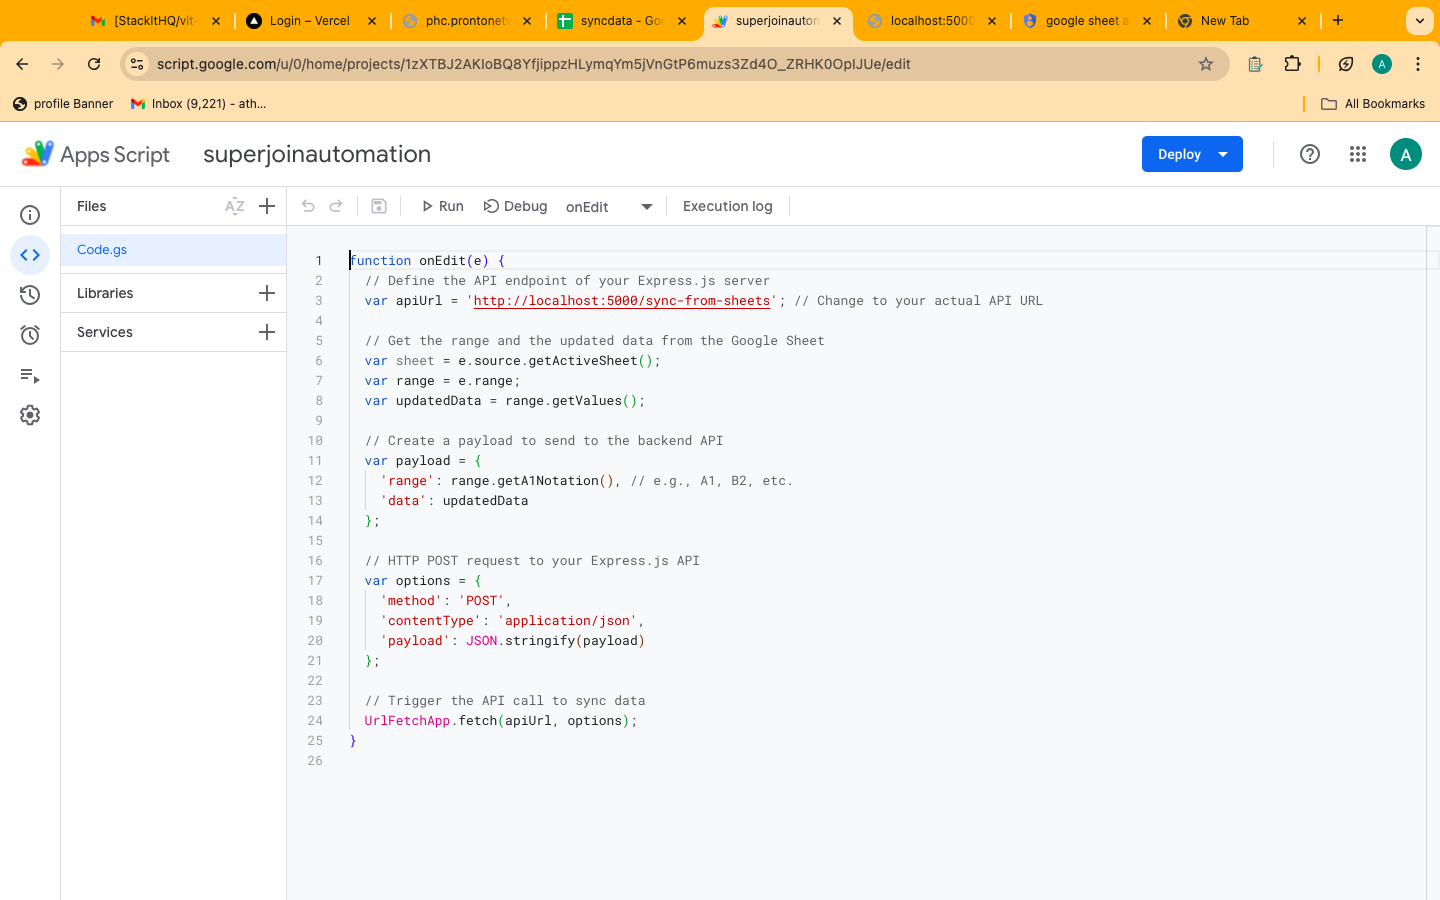 [StackItHQ/vit-
Login – Vercel
phc.prontonetw
syncdata - Goo
superjoinautom
localhost:5000
google sheet a
New Tab
script.google.com/u/0/home/projects/1zXTBJ2AKIoBQ8YfjippzHLymqYm5jVnGtP6muzs3Zd4O_ZRHK0OpIJUe/edit
A
profile Banner
Inbox (9,221) - ath...
All Bookmarks
Apps Script
superjoinautomation
Deploy
A
Files
AZ
Run
Debug
onEdit
Execution log
Code.gs
Libraries
Services
1 function onEdit(e) {
2 // Define the API endpoint of your Express.js server
3 var apiUrl = 'http://localhost:5000/sync-from-sheets'; // Change to your actual API URL
4
5 // Get the range and the updated data from the Google Sheet
6 var sheet = e.source.getActiveSheet();
7 var range = e.range;
8 var updatedData = range.getValues();
9
10 // Create a payload to send to the backend API
11 var payload = {
12 'range': range.getA1Notation(), // e.g., A1, B2, etc.
13 'data': updatedData
14 };
15
16 // HTTP POST request to your Express.js API
17 var options = {
18 'method': 'POST',
19 'contentType': 'application/json',
20 'payload': JSON.stringify(payload)
21 };
22
23 // Trigger the API call to sync data
24 UrlFetchApp.fetch(apiUrl, options);
25 }
26